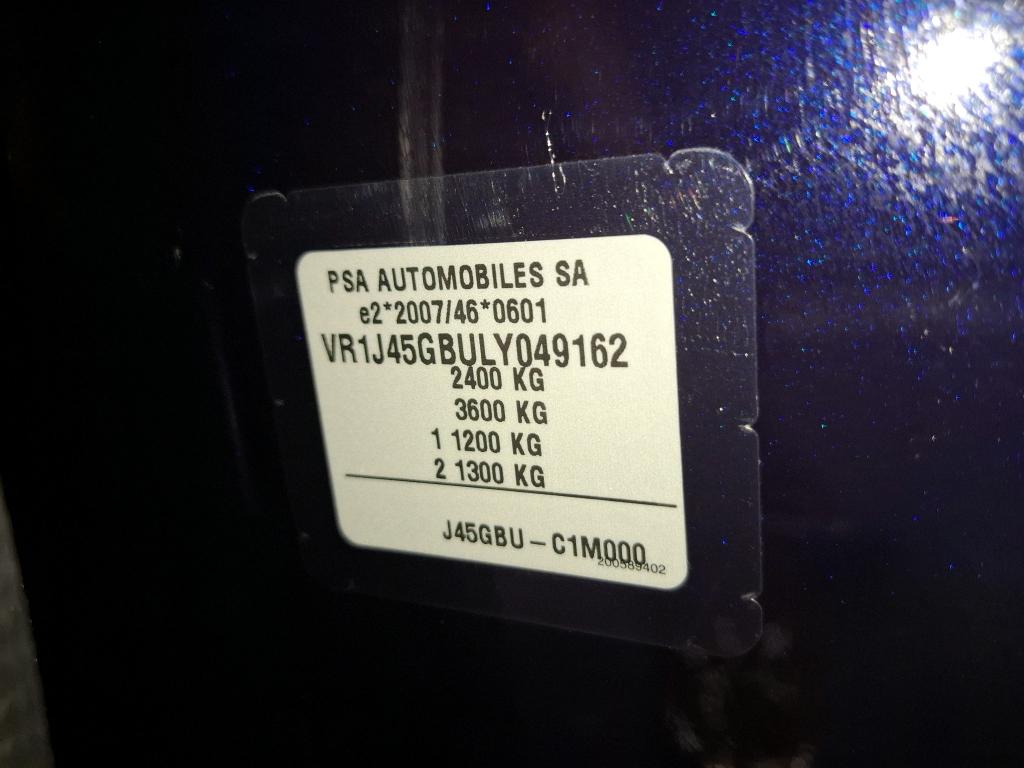 PSA AUTOMOBILES SA
e2*2007/46*0601
VR1J45GBULY049162
2400 KG
3600 KG
1 1200 KG
2 1300 KG
J45GBU – C1M000
200589402